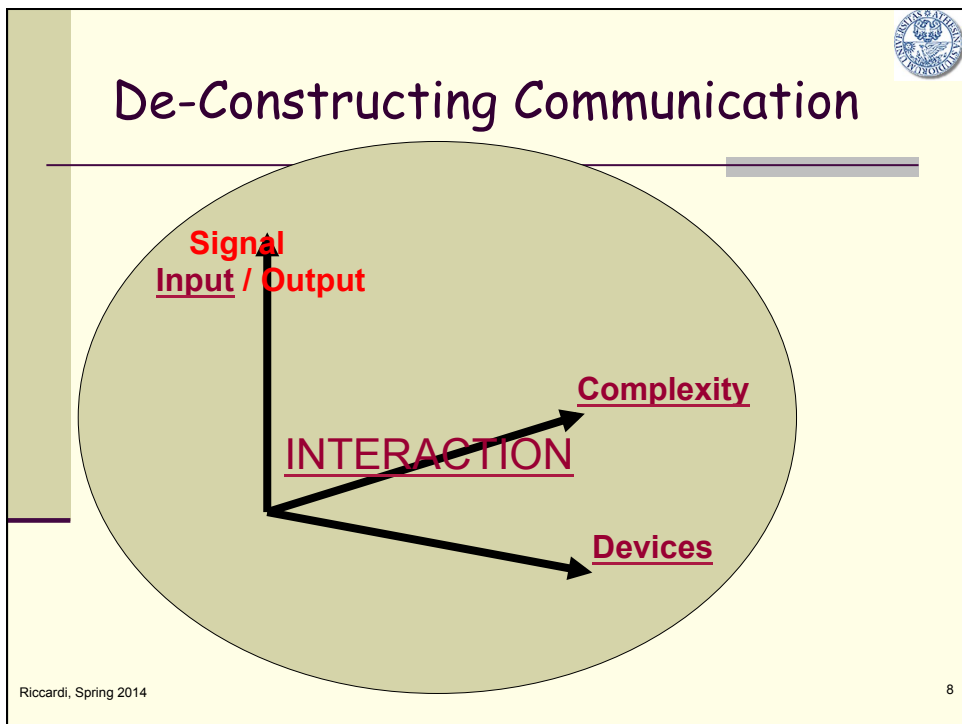 De-Constructing Communication
Signal
Input / Output
Complexity
INTERACTION
Devices
Riccardi, Spring 2014
8